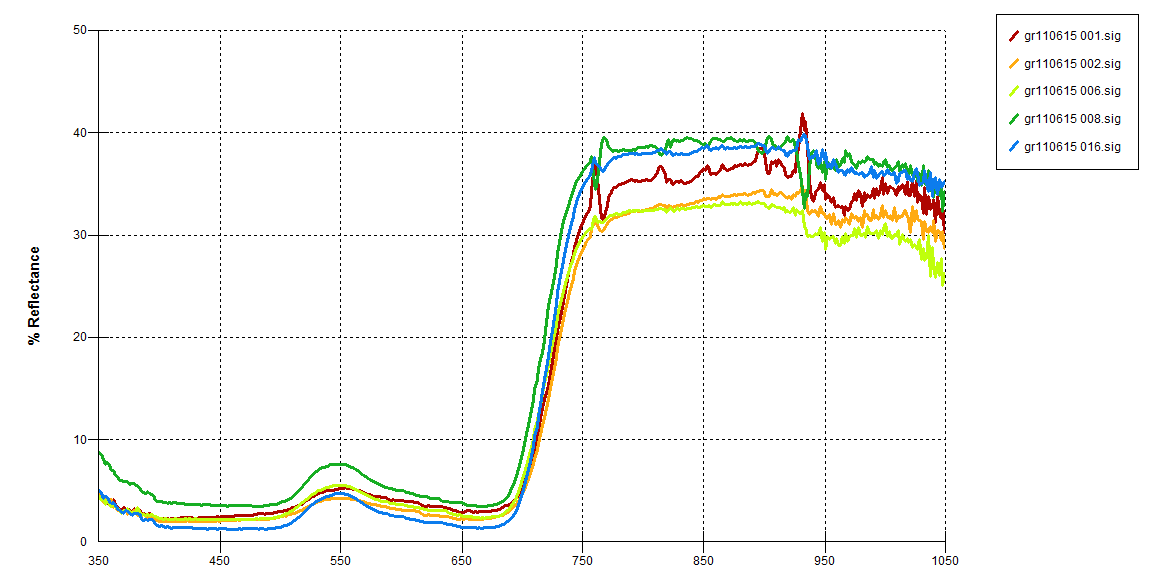 50
40
30
20
10
0
% Reflectance
350 450 550 650 750 850 950 1050
gr110615 001.sig
gr110615 002.sig
gr110615 006.sig
gr110615 008.sig
gr110615 016.sig